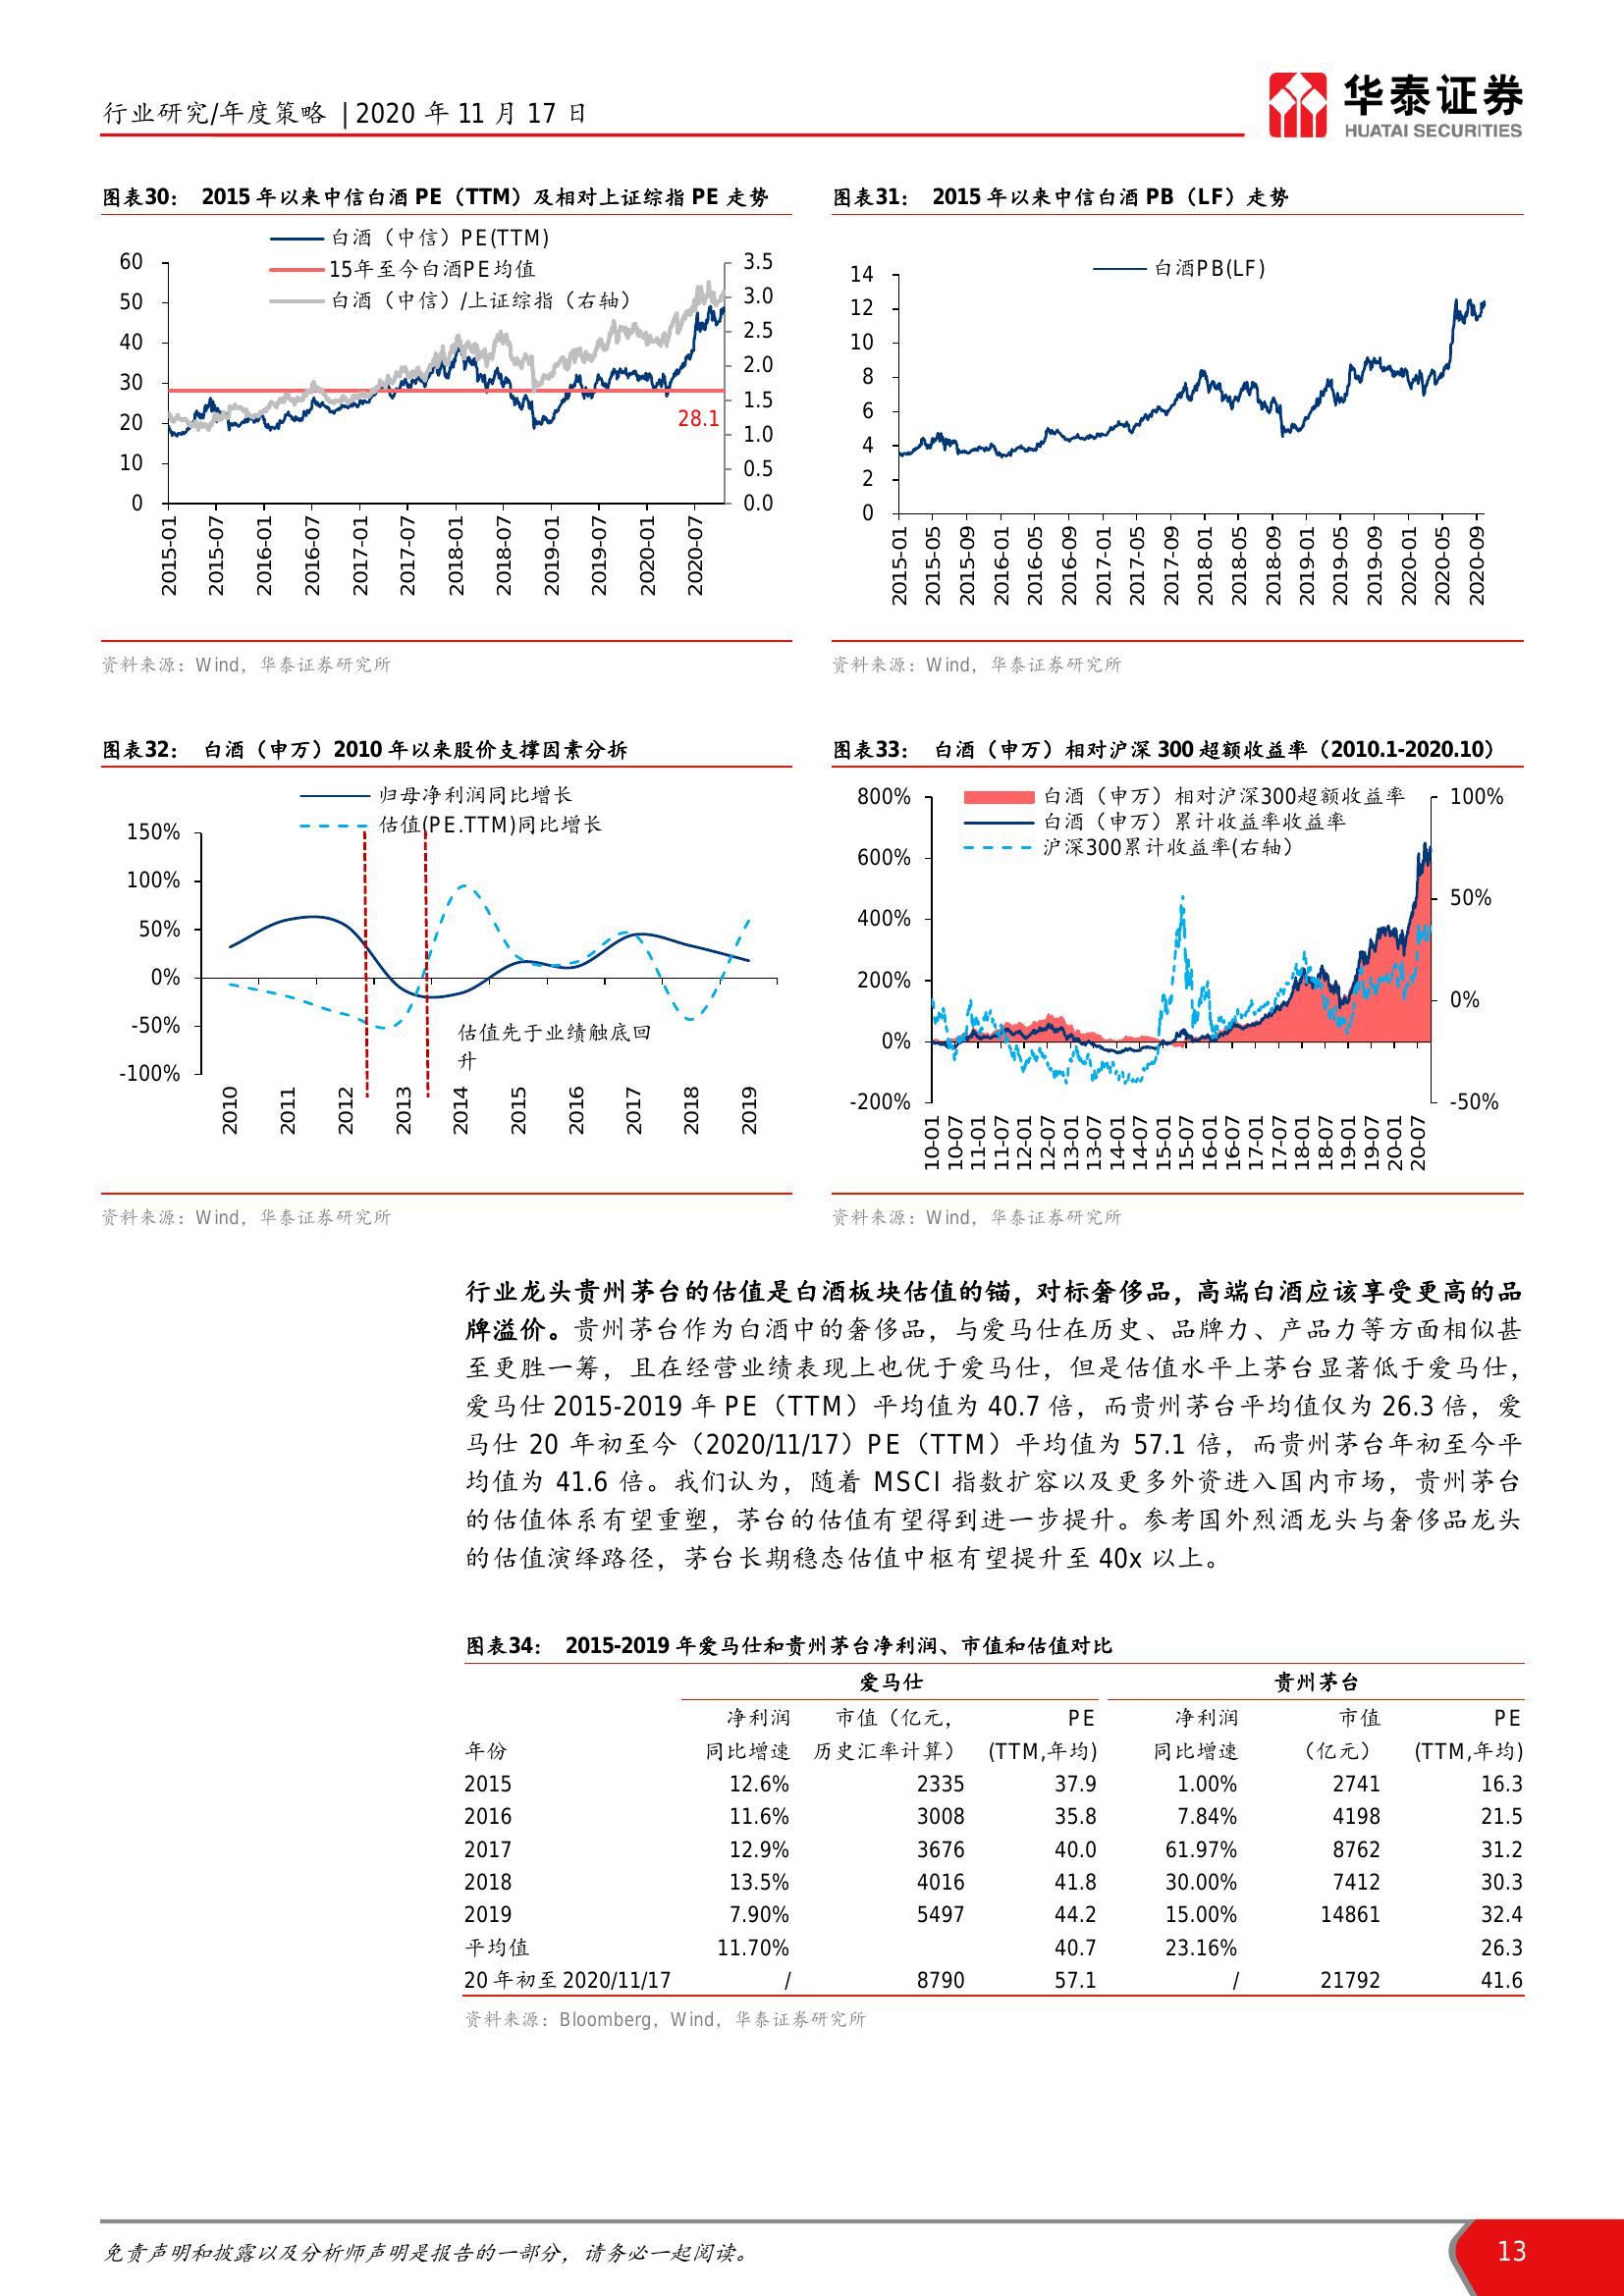 行业研究/年度策略 | 2020 年 11 月 17 日
华泰证券
HUATAI SECURITIES
图表30： 2015 年以来中信白酒 PE（TTM）及相对上证综指 PE 走势
白酒（中信）PE(TTM)
15年至今白酒PE均值
白酒（中信）/上证综指（右轴）
60
50
40
30
20
10
0
3.5
3.0
2.5
2.0
1.5
1.0
0.5
0.0
28.1
2015-01
2015-07
2016-01
2016-07
2017-01
2017-07
2018-01
2018-07
2019-01
2019-07
2020-01
2020-07
资料来源：Wind，华泰证券研究所
图表31： 2015 年以来中信白酒 PB（LF）走势
白酒PB(LF)
14
12
10
8
6
4
2
0
2015-01
2015-05
2015-09
2016-01
2016-05
2016-09
2017-01
2017-05
2017-09
2018-01
2018-05
2018-09
2019-01
2019-05
2019-09
2020-01
2020-05
2020-09
资料来源：Wind，华泰证券研究所
图表32： 白酒（申万）2010 年以来股价支撑因素分拆
归母净利润同比增长
估值(PE.TTM)同比增长
150%
100%
50%
0%
-50%
-100%
估值先于业绩触底回
升
2010
2011
2012
2013
2014
2015
2016
2017
2018
2019
资料来源：Wind，华泰证券研究所
图表33： 白酒（申万）相对沪深 300 超额收益率（2010.1-2020.10）
白酒（申万）相对沪深300超额收益率
白酒（申万）累计收益率收益率
沪深300累计收益率(右轴）
800%
600%
400%
200%
0%
-200%
100%
50%
0%
-50%
10-01
10-07
11-01
11-07
12-01
12-07
13-01
13-07
14-01
14-07
15-01
15-07
16-01
16-07
17-01
17-07
18-01
18-07
19-01
19-07
20-01
20-07
资料来源：Wind，华泰证券研究所
行业龙头贵州茅台的估值是白酒板块估值的锚，对标奢侈品，高端白酒应该享受更高的品
牌溢价。贵州茅台作为白酒中的奢侈品，与爱马仕在历史、品牌力、产品力等方面相似甚
至更胜一筹，且在经营业绩表现上也优于爱马仕，但是估值水平上茅台显著低于爱马仕，
爱马仕 2015-2019 年 PE（TTM）平均值为 40.7 倍，而贵州茅台平均值仅为 26.3 倍，爱
马仕 20 年初至今（2020/11/17）PE（TTM）平均值为 57.1 倍，而贵州茅台年初至今平
均值为 41.6 倍。我们认为，随着 MSCI 指数扩容以及更多外资进入国内市场，贵州茅台
的估值体系有望重塑，茅台的估值有望得到进一步提升。参考国外烈酒龙头与奢侈品龙头
的估值演绎路径，茅台长期稳态估值中枢有望提升至 40x 以上。
图表34： 2015-2019 年爱马仕和贵州茅台净利润、市值和估值对比
爱马仕 贵州茅台
净利润 市值（亿元， PE 净利润 市值 PE
年份 同比增速 历史汇率计算） (TTM,年均) 同比增速 （亿元） (TTM,年均)
2015 12.6% 2335 37.9 1.00% 2741 16.3
2016 11.6% 3008 35.8 7.84% 4198 21.5
2017 12.9% 3676 40.0 61.97% 8762 31.2
2018 13.5% 4016 41.8 30.00% 7412 30.3
2019 7.90% 5497 44.2 15.00% 14861 32.4
平均值 11.70% 40.7 23.16% 26.3
20 年初至 2020/11/17 / 8790 57.1 / 21792 41.6
资料来源：Bloomberg，Wind，华泰证券研究所
免责声明和披露以及分析师声明是报告的一部分，请务必一起阅读。
13